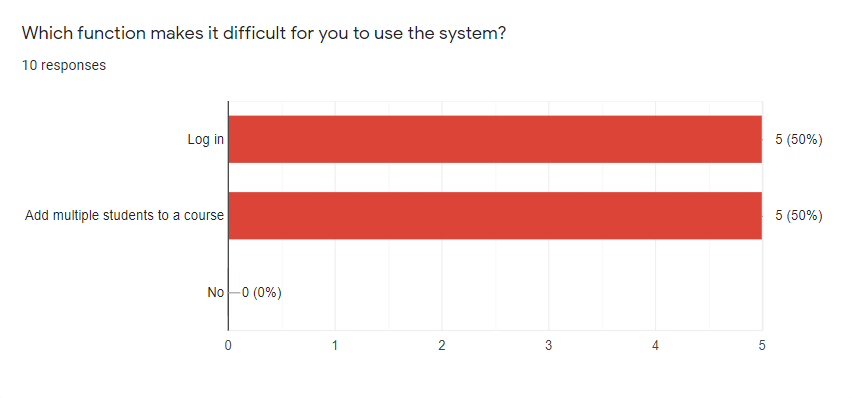 Which function makes it difficult for you to use the system?
10 responses
Log in
5 (50%)
Add multiple students to a course
5 (50%)
No
0 (0%)
0 1 2 3 4 5